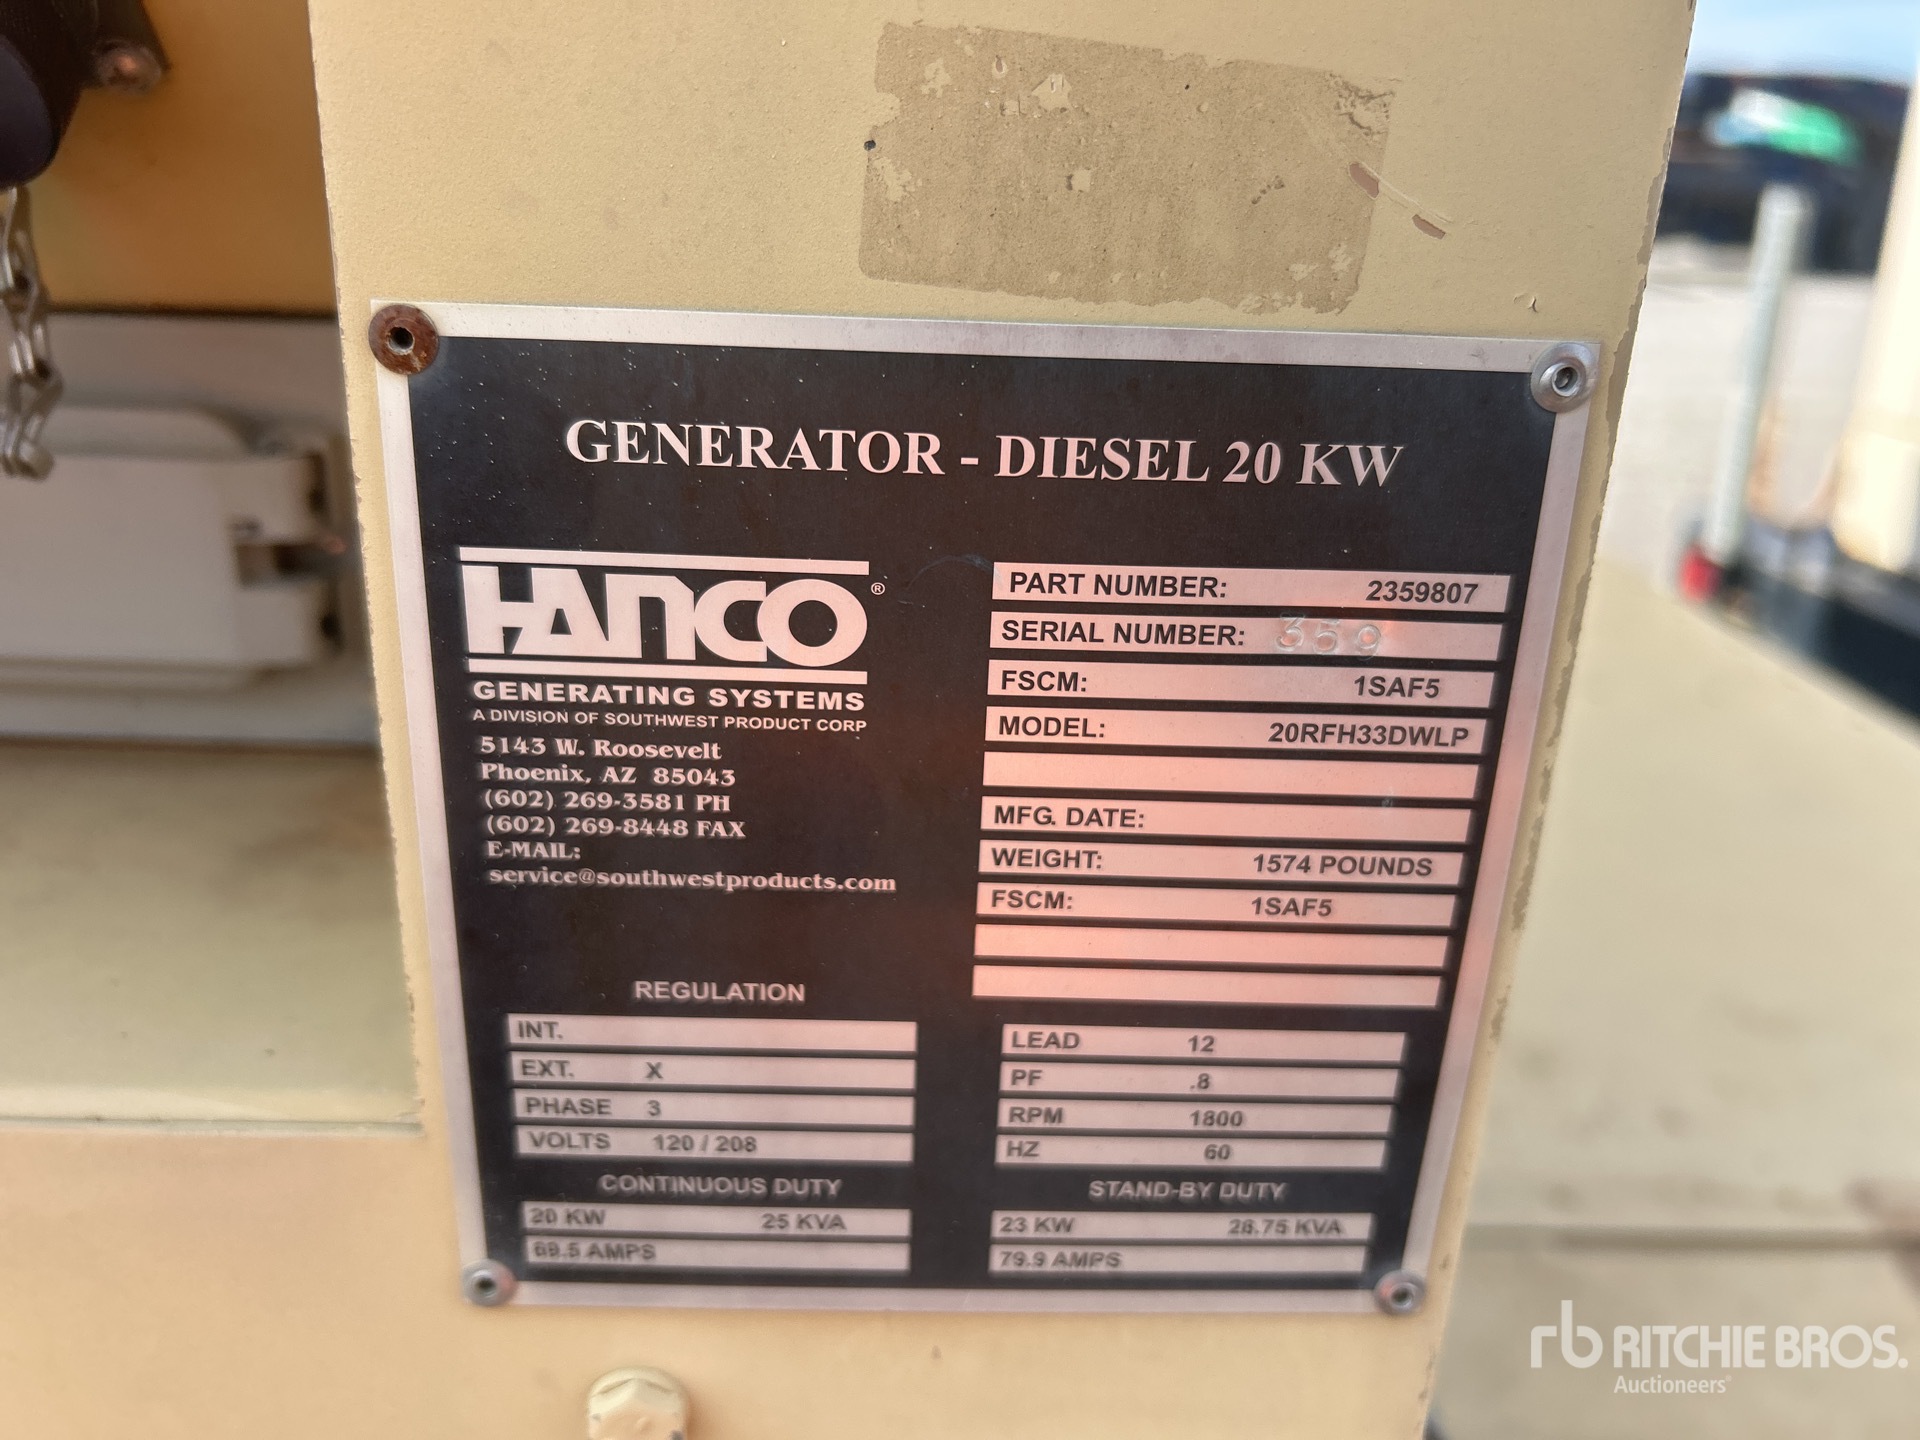 GENERATOR - DIESEL 20 KW
HANCO®
GENERATING SYSTEMS
A DIVISION OF SOUTHWEST PRODUCT CORP
5143 W. Roosevelt
Phoenix, AZ 85043
(602) 269-3581 PH
(602) 269-8448 FAX
E-MAIL:
service@southwestproducts.com
PART NUMBER: 2359807
SERIAL NUMBER: 359
FSCM: 1SAF5
MODEL: 20RFH33DWLP
MFG. DATE:
WEIGHT: 1574 POUNDS
FSCM: 1SAF5
REGULATION
INT.
EXT. X
PHASE 3
VOLTS 120 / 208
LEAD 12
PF .8
RPM 1800
HZ 60
CONTINUOUS DUTY
20 KW 25 KVA
69.5 AMPS
STAND-BY DUTY
23 KW 28.75 KVA
79.9 AMPS
rb RITCHIE BROS.
Auctioneers